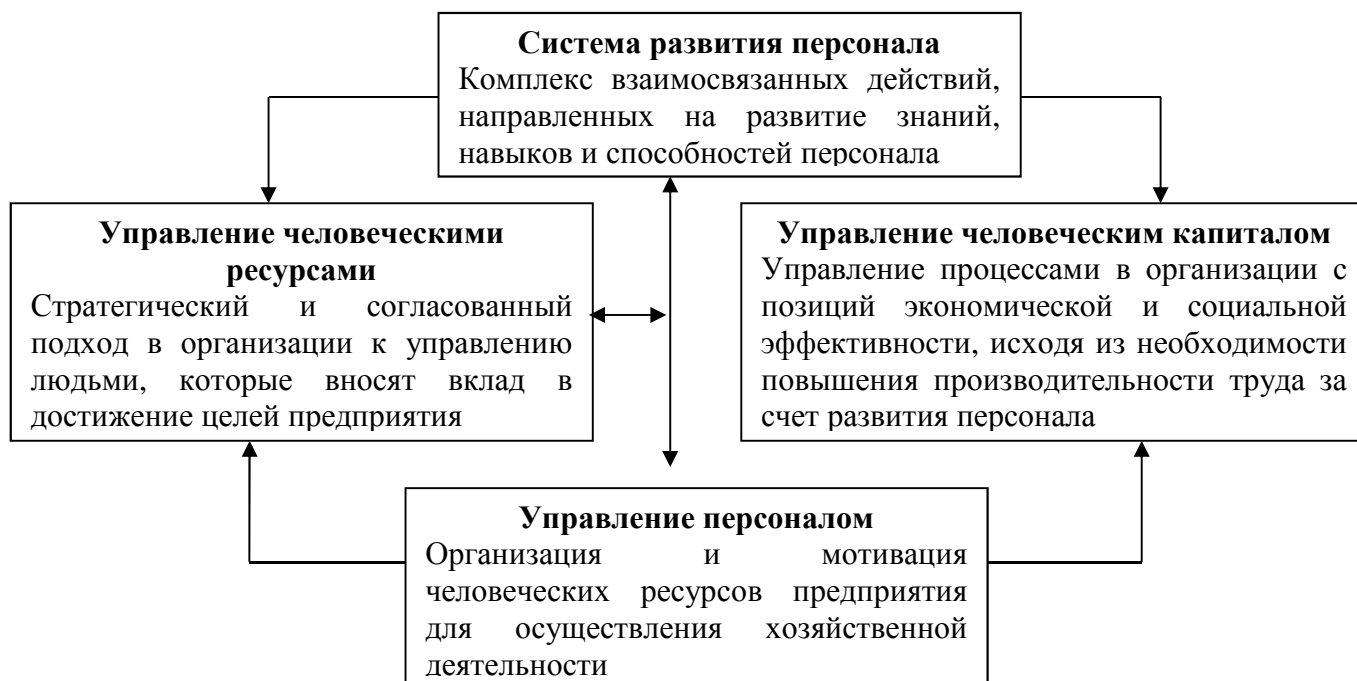 Система развития персонала
Комплекс взаимосвязанных действий,
направленных на развитие знаний,
навыков и способностей персонала
Управление человеческими
ресурсами
Стратегический и согласованный
подход в организации к управлению
людьми, которые вносят вклад в
достижение целей предприятия
Управление человеческим капиталом
Управление процессами в организации с
позиций экономической и социальной
эффективности, исходя из необходимости
повышения производительности труда за
счет развития персонала
Управление персоналом
Организация и мотивация
человеческих ресурсов предприятия
для осуществления хозяйственной
деятельности